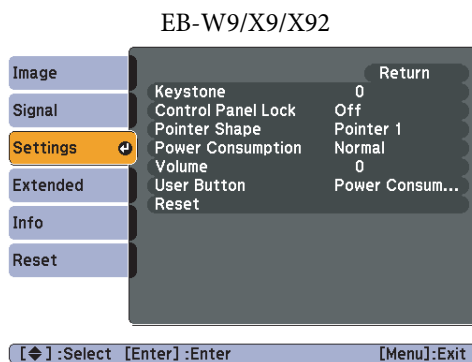 EB-W9/X9/X92
Image
Signal
Settings
Extended
Info
Reset
Return
Keystone 0
Control Panel Lock Off
Pointer Shape Pointer 1
Power Consumption Normal
Volume 0
User Button Power Consum...
Reset
[◆] :Select [Enter] :Enter [Menu]:Exit